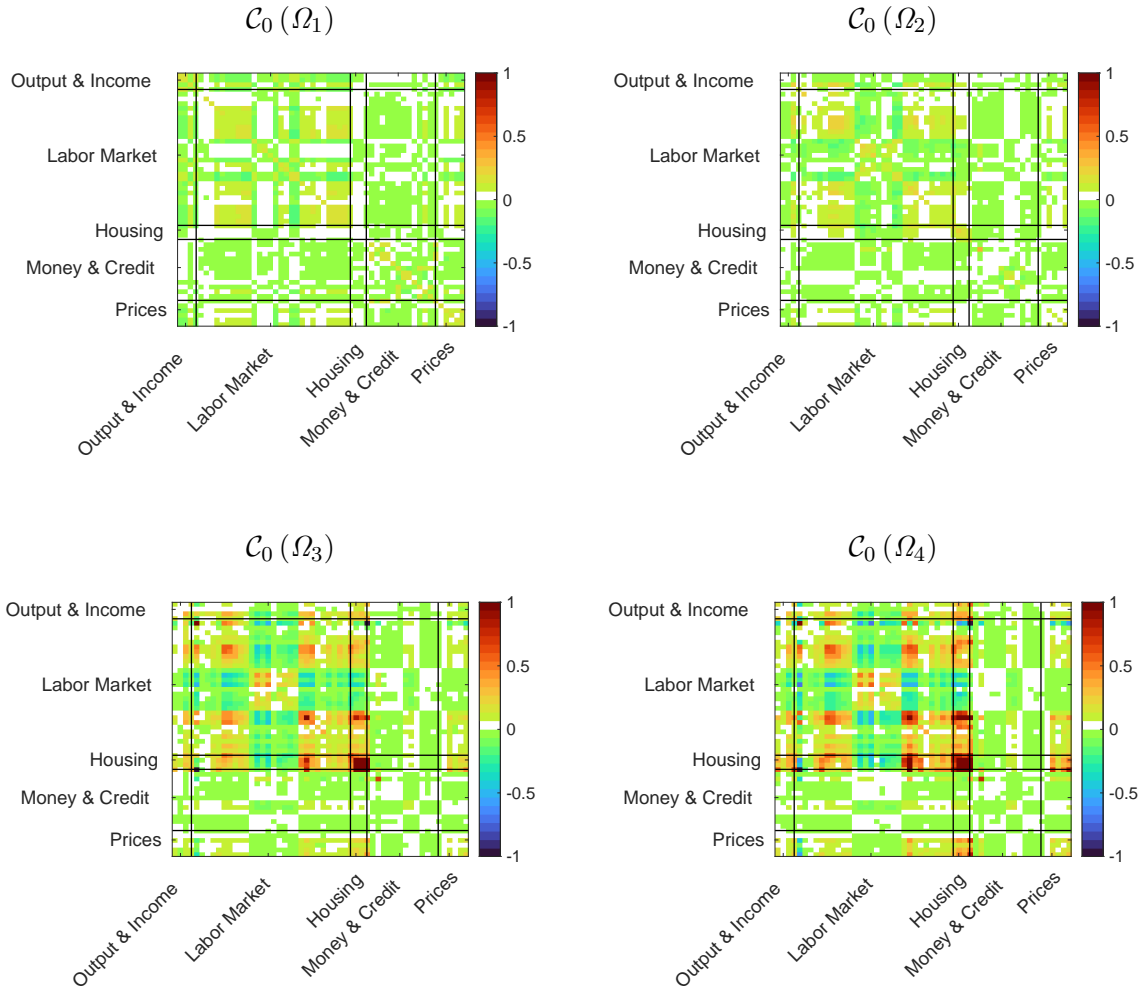 𝒞₀ (Ω₁)
Output & Income
Labor Market
Housing
Money & Credit
Prices
1
0.5
0
-0.5
-1
Output & Income
Labor Market
Housing
Money & Credit
Prices
𝒞₀ (Ω₂)
Output & Income
Labor Market
Housing
Money & Credit
Prices
1
0.5
0
-0.5
-1
Output & Income
Labor Market
Housing
Money & Credit
Prices
𝒞₀ (Ω₃)
Output & Income
Labor Market
Housing
Money & Credit
Prices
1
0.5
0
-0.5
-1
Output & Income
Labor Market
Housing
Money & Credit
Prices
𝒞₀ (Ω₄)
Output & Income
Labor Market
Housing
Money & Credit
Prices
1
0.5
0
-0.5
-1
Output & Income
Labor Market
Housing
Money & Credit
Prices